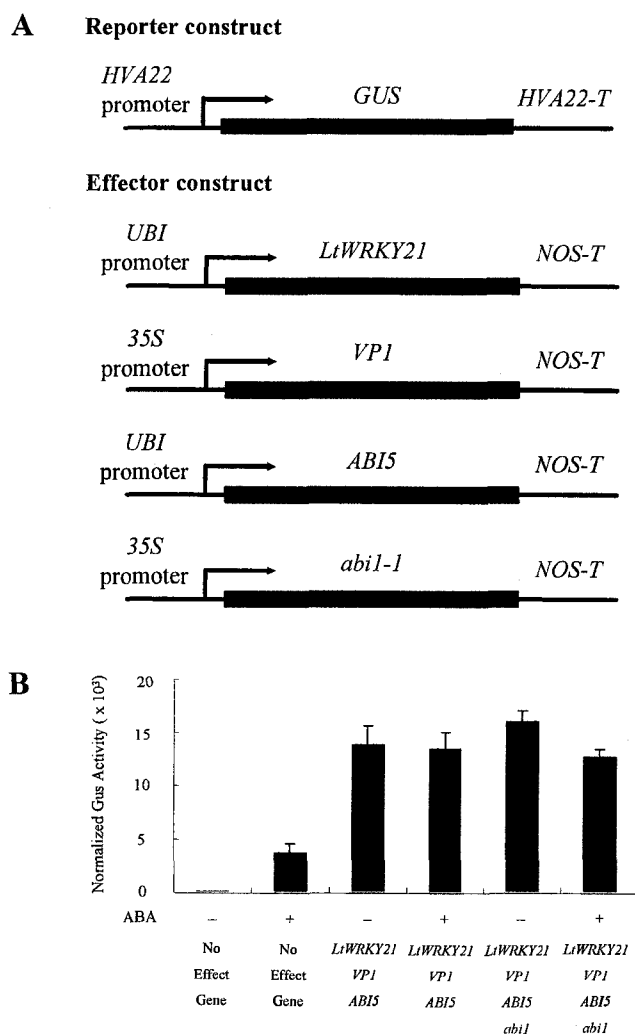 A Reporter construct
HVA22
promoter
GUS
HVA22-T
Effector construct
UBI
promoter
LtWRKY21
NOS-T
35S
promoter
VP1
NOS-T
UBI
promoter
ABI5
NOS-T
35S
promoter
abi1-1
NOS-T
B
Normalized Gus Activity ( x 10³)
20
15
10
5
0
ABA – + – + – +
No No LtWRKY21 LtWRKY21 LtWRKY21 LtWRKY21
Effect Effect VP1 VP1 VP1 VP1
Gene Gene ABI5 ABI5 ABI5 ABI5
abi1 abi1